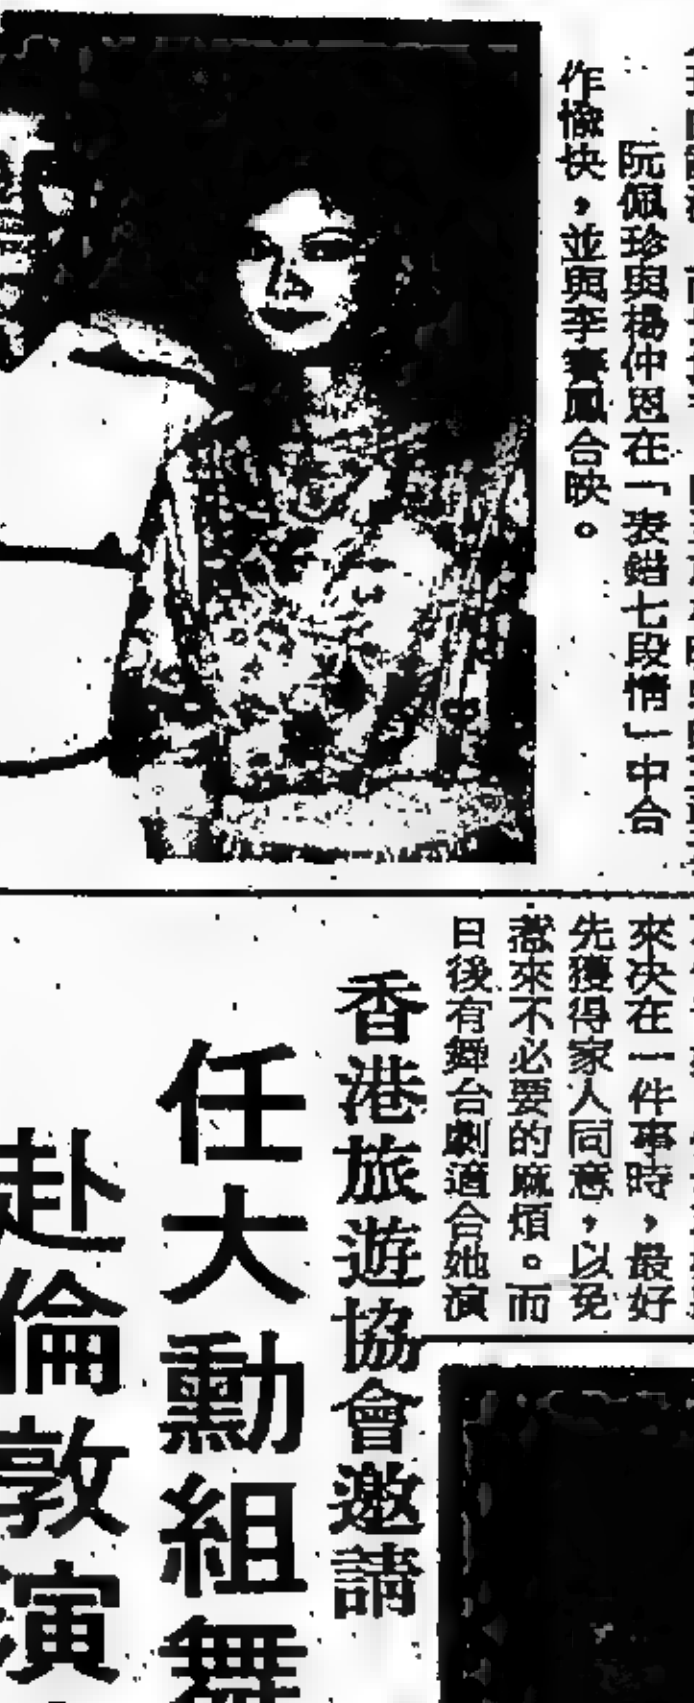 阮佩珍與楊仲恩在「表錯七段情」中合
作愉快，並與李賽鳳合映。
來決在一件事時，最好
先獲得家人同意，以免
惹來不必要的麻煩。而
日後有舞台劇適合她演
香港旅遊協會邀請
任大勳組舞
赴倫敦演